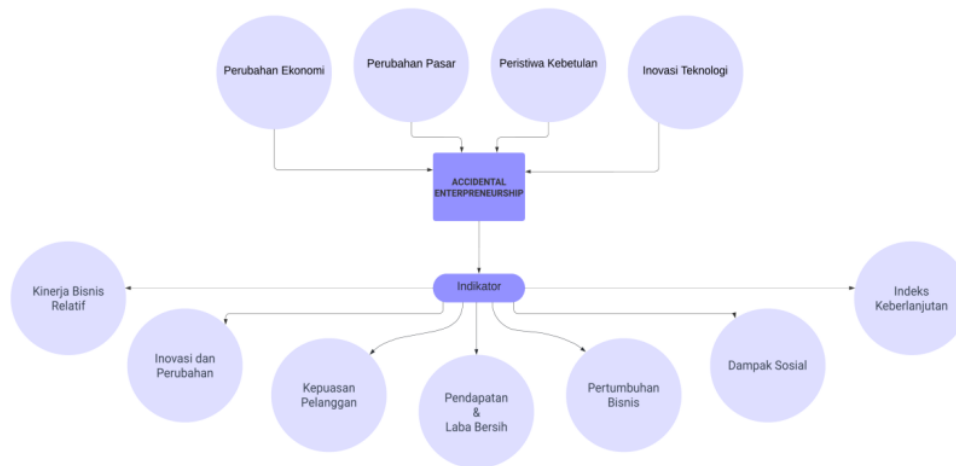 Perubahan Ekonomi
Perubahan Pasar
Peristiwa Kebetulan
Inovasi Teknologi
ACCIDENTAL
ENTERPRENEURSHIP
Indikator
Kinerja Bisnis
Relatif
Inovasi dan
Perubahan
Kepuasan
Pelanggan
Pendapatan
&
Laba Bersih
Pertumbuhan
Bisnis
Dampak Sosial
Indeks
Keberlanjutan